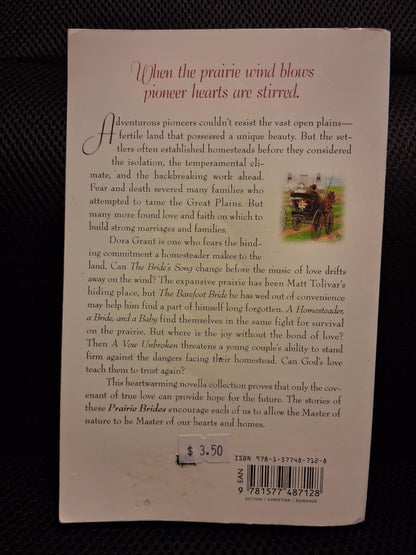 When the prairie wind blows
pioneer hearts are stirred.
Adventurous pioneers couldn't resist the vast open plains—
fertile land that possessed a unique beauty. But the set-
tlers often established homesteads before they considered
the isolation, the temperamental cli-
mate, and the backbreaking work ahead.
Fear and death severed many families who
attempted to tame the Great Plains. But
many more found love and faith on which to
build strong marriages and families.
Dora Grant is one who fears the bind-
ing commitment a homesteader makes to the
land. Can The Bride's Song change before the music of love drifts
away on the wind? The expansive prairie has been Matt Tolivar's
hiding place, but The Barefoot Bride he has wed out of convenience
may help him find a part of himself long forgotten. A Homesteader,
a Bride, and a Baby find themselves in the same fight for survival
on the prairie. But where is the joy without the bond of love?
Then A Vow Unbroken threatens a young couple's ability to stand
firm against the dangers facing their homestead. Can God's love
teach them to trust again?
This heartwarming novella collection proves that only the cov-
enant of true love can provide hope for the future. The stories of
these Prairie Brides encourage each of us to allow the Master of
nature to be Master of our hearts and homes.
$ 3.50
ISBN 978-1-57748-712-8
EAN
9 781577 487128
FICTION / CHRISTIAN - ROMANCE